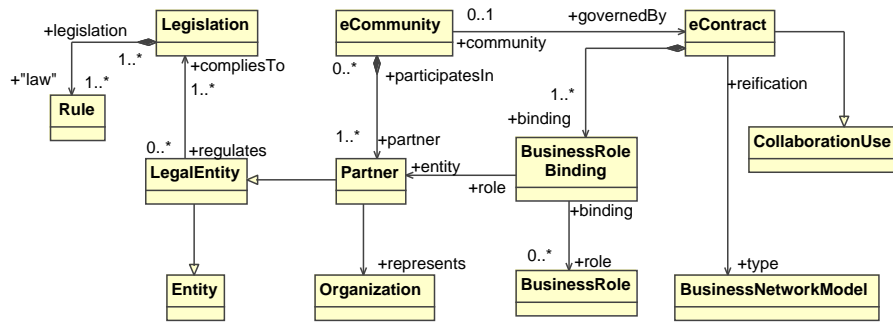 Legislation
eCommunity
0..1
+governedBy
eContract
+legislation
+community
1..*
+compliesTo
0..*
+participatesIn
+"law"
1..*
1..*
1..*
+reification
Rule
+binding
CollaborationUse
0..*
+regulates
1..*
+partner
BusinessRole
Binding
LegalEntity
Partner
+entity
+role
+binding
+represents
0..*
+role
+type
Entity
Organization
BusinessRole
BusinessNetworkModel